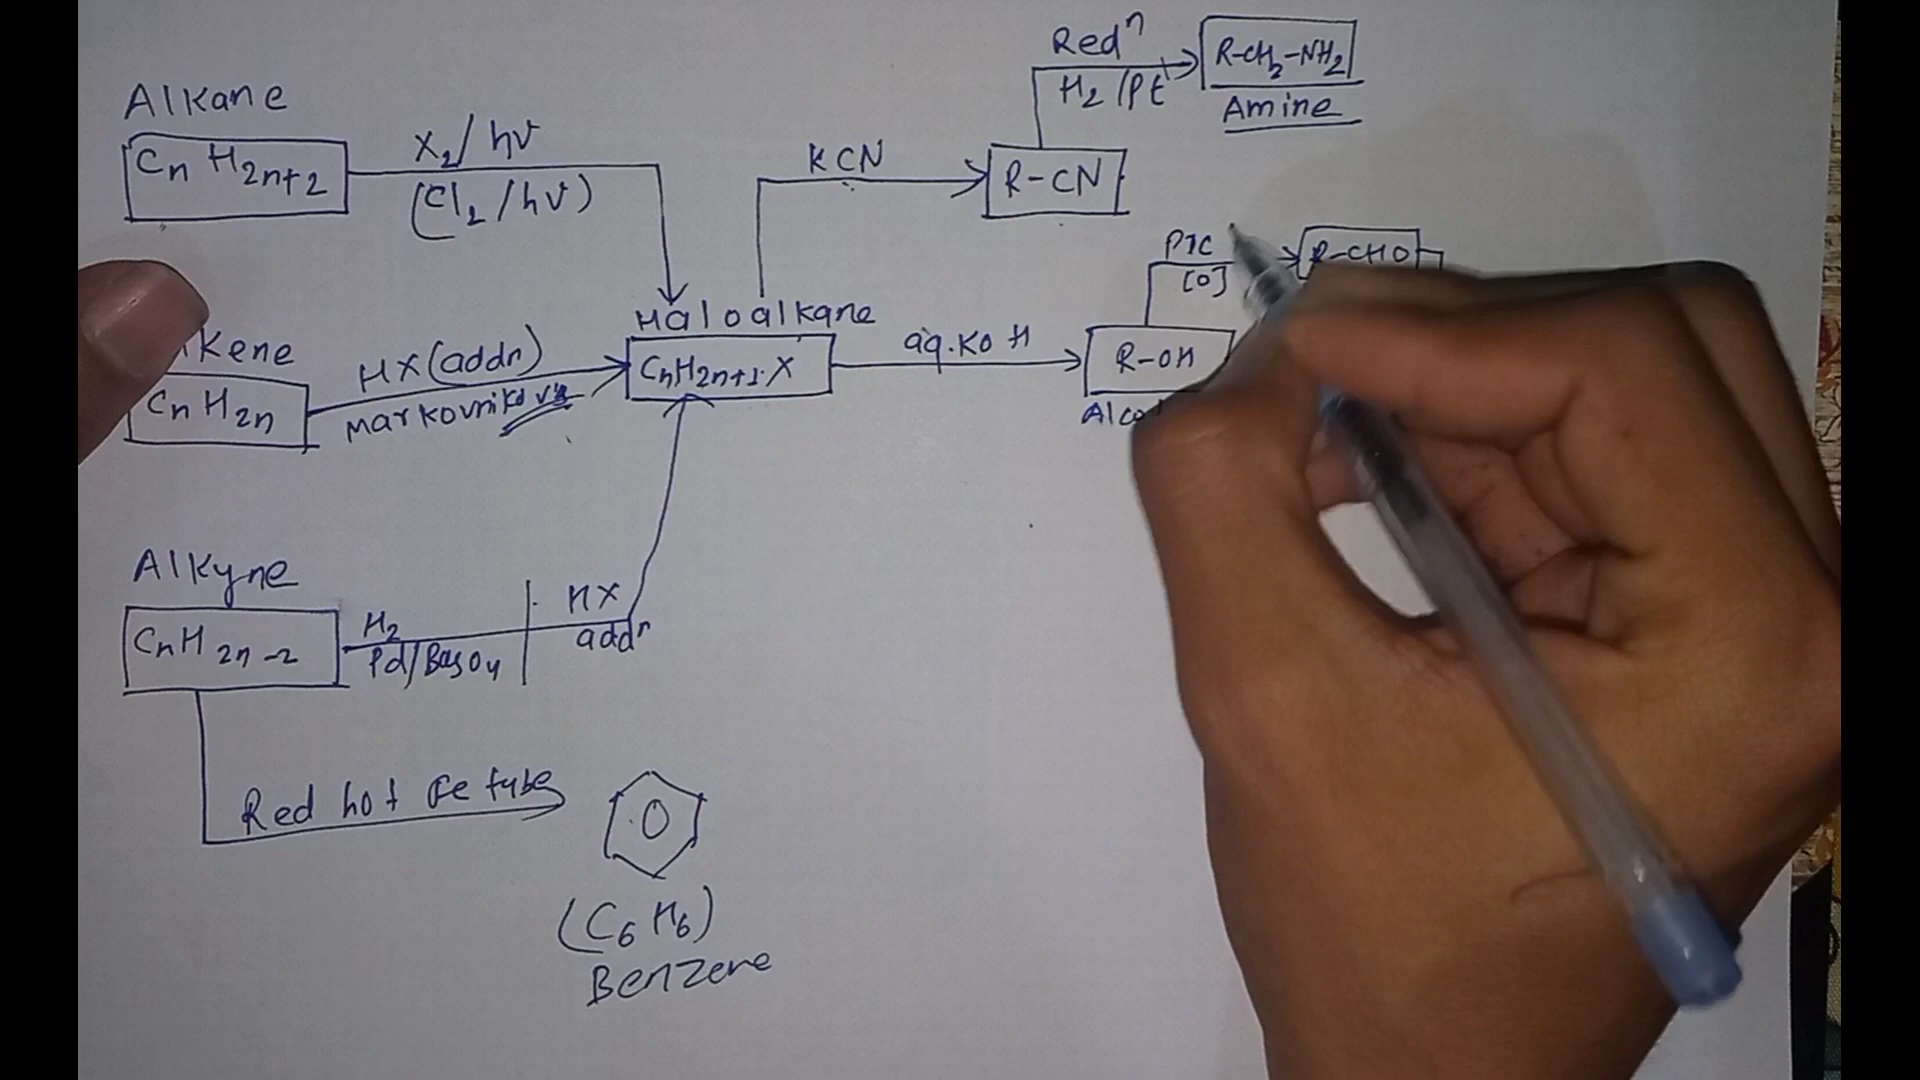 Alkane
CnH2n+2
X2/hv
(Cl2/hv)
Redn
H2/Pt
R-CH2-NH2
Amine
KCN
R-CN
PCC
[O]
R-CHO
Haloalkane
CnH2n+1.X
aq.KOH
R-OH
kene
CnH2n
HX(addn)
Markovnikov's
Alkyne
CnH2n-2
H2
Pd/BaSO4
HX
addn
Red hot Fe tube
(C6H6)
Benzene